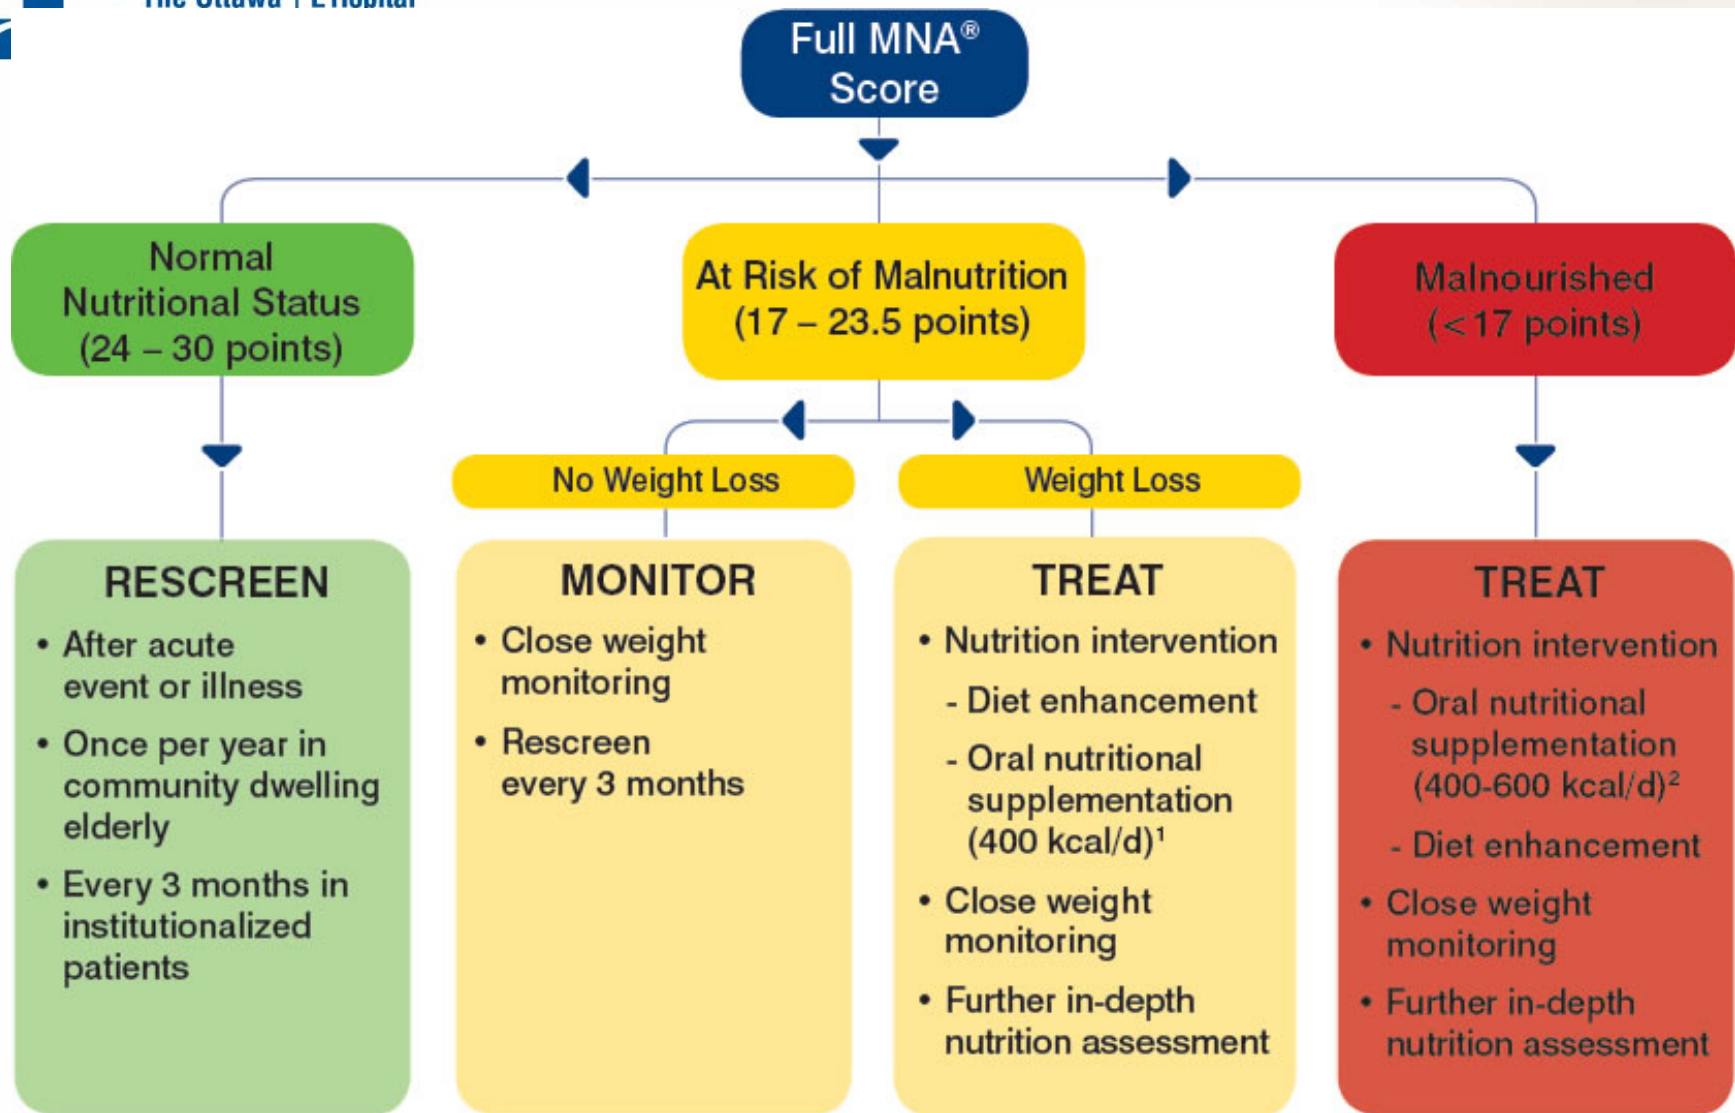 The Ottawa | L'Hôpital
Full MNA®
Score
Normal
Nutritional Status
(24 – 30 points)
At Risk of Malnutrition
(17 – 23.5 points)
Malnourished
(<17 points)
No Weight Loss
Weight Loss
RESCREEN
• After acute
event or illness
• Once per year in
community dwelling
elderly
• Every 3 months in
institutionalized
patients
MONITOR
• Close weight
monitoring
• Rescreen
every 3 months
TREAT
• Nutrition intervention
- Diet enhancement
- Oral nutritional
supplementation
(400 kcal/d)¹
• Close weight
monitoring
• Further in-depth
nutrition assessment
TREAT
• Nutrition intervention
- Oral nutritional
supplementation
(400-600 kcal/d)²
- Diet enhancement
• Close weight
monitoring
• Further in-depth
nutrition assessment